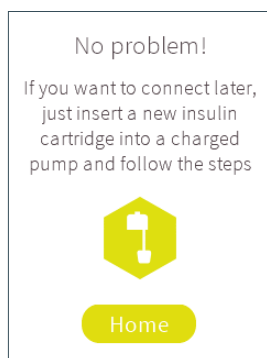 No problem!
If you want to connect later,
just insert a new insulin
cartridge into a charged
pump and follow the steps
Home